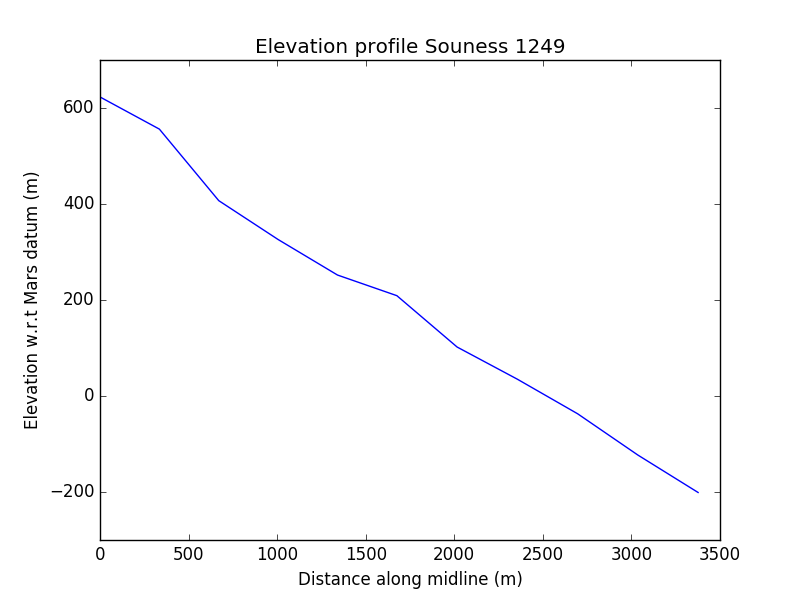 Elevation profile Souness 1249
Elevation w.r.t Mars datum (m)
600
400
200
0
−200
0 500 1000 1500 2000 2500 3000 3500
Distance along midline (m)